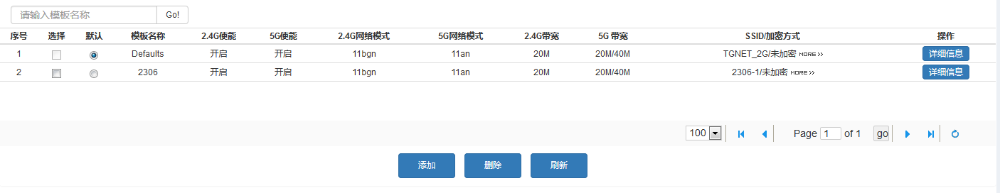 请输入模板名称 Go!
序号 选择 默认 模板名称 2.4G使能 5G使能 2.4G网络模式 5G网络模式 2.4G带宽 5G 带宽 SSID/加密方式 操作
1 Defaults 开启 开启 11bgn 11an 20M 20M/40M TGNET_2G/未加密 MORE 详细信息
2 2306 开启 开启 11bgn 11an 20M 20M/40M 2306-1/未加密 MORE 详细信息
100 Page 1 of 1 go
添加 删除 刷新